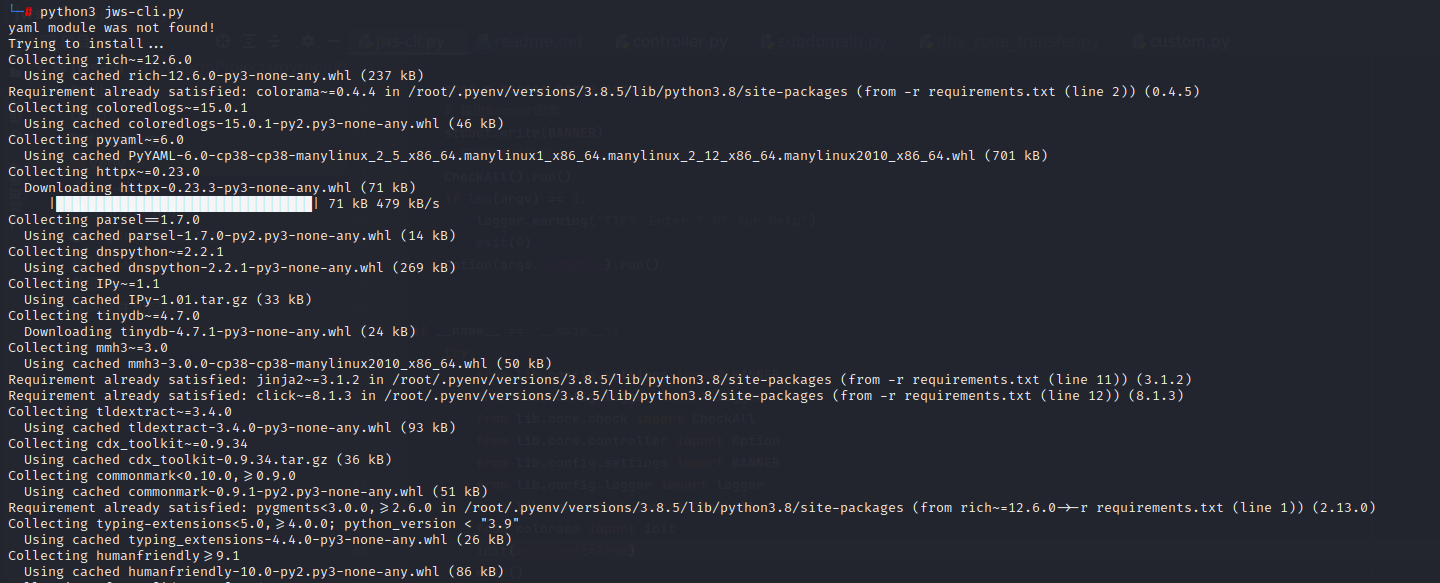 └─# python3 jws-cli.py
yaml module was not found!
Trying to install ...
Collecting rich~=12.6.0
  Using cached rich-12.6.0-py3-none-any.whl (237 kB)
Requirement already satisfied: colorama~=0.4.4 in /root/.pyenv/versions/3.8.5/lib/python3.8/site-packages (from -r requirements.txt (line 2)) (0.4.5)
Collecting coloredlogs~=15.0.1
  Using cached coloredlogs-15.0.1-py2.py3-none-any.whl (46 kB)
Collecting pyyaml~=6.0
  Using cached PyYAML-6.0-cp38-cp38-manylinux_2_5_x86_64.manylinux1_x86_64.manylinux_2_12_x86_64.manylinux2010_x86_64.whl (701 kB)
Collecting httpx~=0.23.0
  Downloading httpx-0.23.3-py3-none-any.whl (71 kB)
     |████████████████████████████████| 71 kB 479 kB/s
Collecting parsel==1.7.0
  Using cached parsel-1.7.0-py2.py3-none-any.whl (14 kB)
Collecting dnspython~=2.2.1
  Using cached dnspython-2.2.1-py3-none-any.whl (269 kB)
Collecting IPy~=1.1
  Using cached IPy-1.01.tar.gz (33 kB)
Collecting tinydb~=4.7.0
  Downloading tinydb-4.7.1-py3-none-any.whl (24 kB)
Collecting mmh3~=3.0
  Using cached mmh3-3.0.0-cp38-cp38-manylinux2010_x86_64.whl (50 kB)
Requirement already satisfied: jinja2~=3.1.2 in /root/.pyenv/versions/3.8.5/lib/python3.8/site-packages (from -r requirements.txt (line 11)) (3.1.2)
Requirement already satisfied: click~=8.1.3 in /root/.pyenv/versions/3.8.5/lib/python3.8/site-packages (from -r requirements.txt (line 12)) (8.1.3)
Collecting tldextract~=3.4.0
  Using cached tldextract-3.4.0-py3-none-any.whl (93 kB)
Collecting cdx_toolkit~=0.9.34
  Using cached cdx_toolkit-0.9.34.tar.gz (36 kB)
Collecting commonmark<0.10.0,>=0.9.0
  Using cached commonmark-0.9.1-py2.py3-none-any.whl (51 kB)
Requirement already satisfied: pygments<3.0.0,>=2.6.0 in /root/.pyenv/versions/3.8.5/lib/python3.8/site-packages (from rich~=12.6.0->-r requirements.txt (line 1)) (2.13.0)
Collecting typing-extensions<5.0,>=4.0.0; python_version < "3.9"
  Using cached typing_extensions-4.4.0-py3-none-any.whl (26 kB)
Collecting humanfriendly>=9.1
  Using cached humanfriendly-10.0-py2.py3-none-any.whl (86 kB)